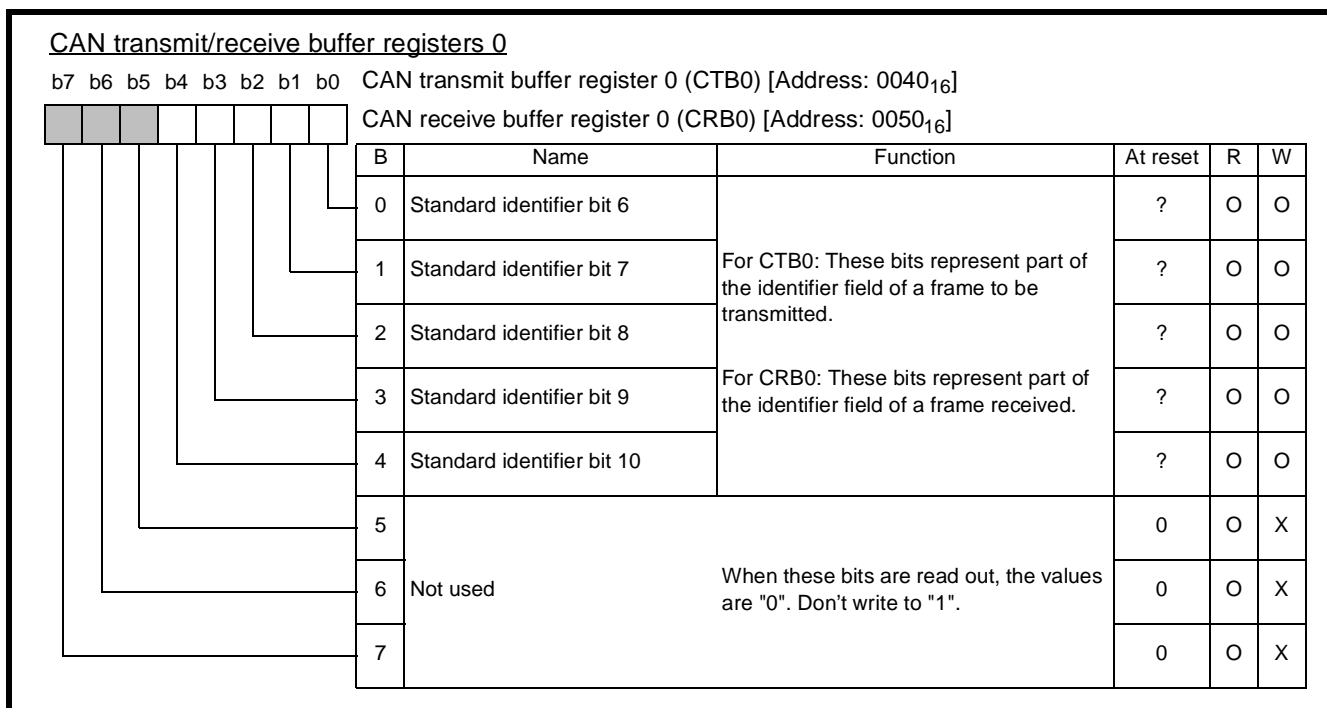 CAN transmit/receive buffer registers 0
b7 b6 b5 b4 b3 b2 b1 b0 CAN transmit buffer register 0 (CTB0) [Address: 0040₁₆]
CAN receive buffer register 0 (CRB0) [Address: 0050₁₆]
B Name Function At reset R W
0 Standard identifier bit 6 ? O O
1 Standard identifier bit 7 ? O O
2 Standard identifier bit 8 ? O O
3 Standard identifier bit 9 ? O O
4 Standard identifier bit 10 ? O O
For CTB0: These bits represent part of
the identifier field of a frame to be
transmitted.
For CRB0: These bits represent part of
the identifier field of a frame received.
5 0 O X
6 Not used 0 O X
7 0 O X
When these bits are read out, the values
are "0". Don't write to "1".